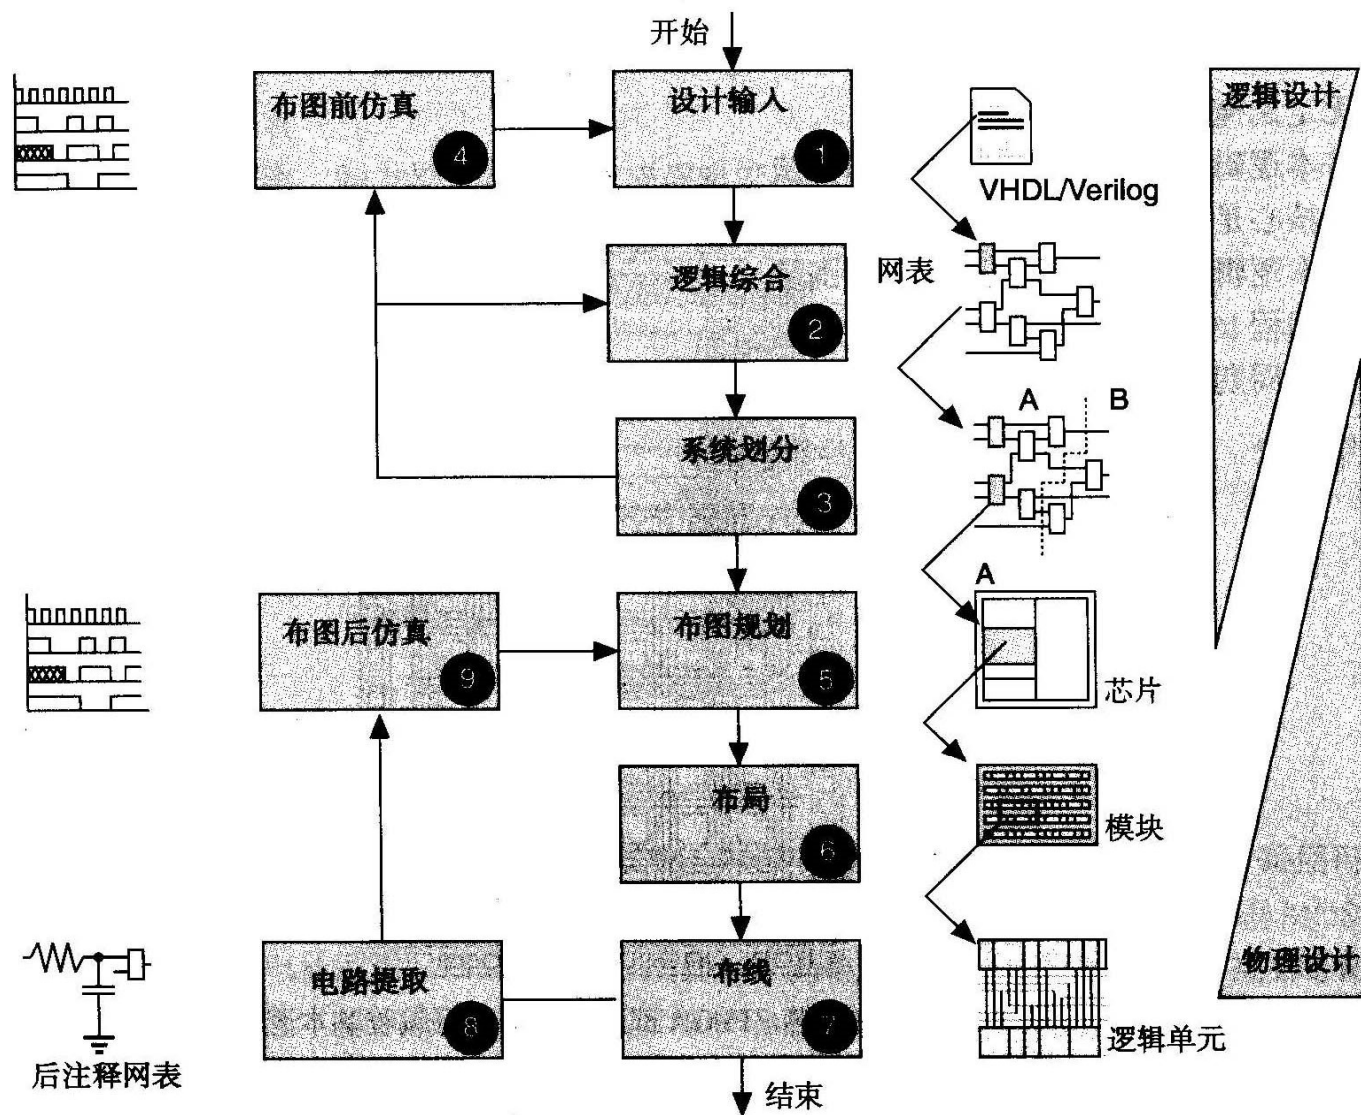 开始
布图前仿真
4
设计输人
1
逻辑设计
VHDL/Verilog
逻辑综合
2
网表
系统划分
3
A
B
布图后仿真
9
布图规划
5
A
芯片
布局
6
模块
电路提取
8
布线
7
物理设计
逻辑单元
后注释网表
结束